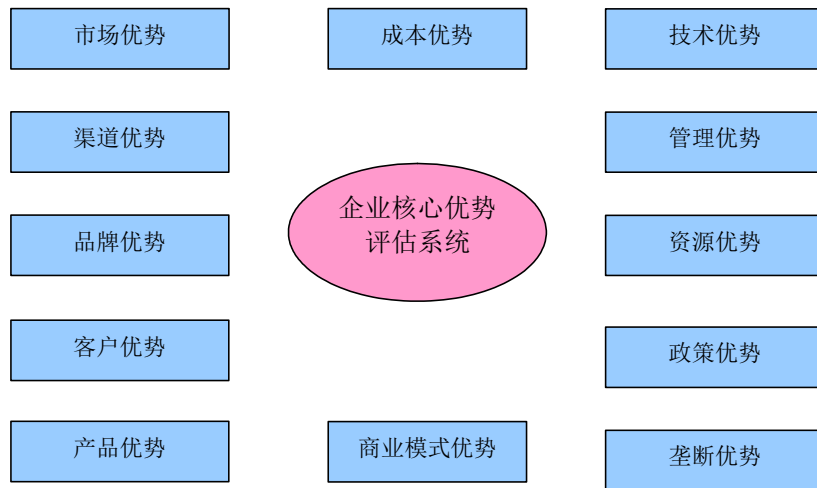 市场优势
成本优势
技术优势
渠道优势
管理优势
企业核心优势
评估系统
品牌优势
资源优势
客户优势
政策优势
产品优势
商业模式优势
垄断优势